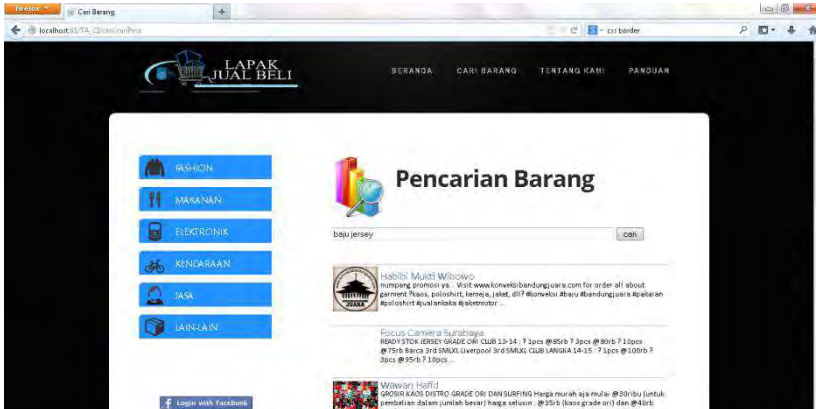 Firefox
Cari Barang
localhost
css border
LAPAK
JUAL BELI
BERANDA CARI BARANG TENTANG KAMI PANDUAN
FASHION
MAKANAN
ELEKTRONIK
KENDARAAN
JASA
LAIN-LAIN
Login with Facebook
Pencarian Barang
baju jersey
cari
JUARA
Habibi Mukti Wibowo
numpang promosi ya... Visit www.konveksibandungjuara.com for order all about
garment ?kaos, poloshirt, kemeja, jaket, dll? #konveksi #baju #bandungjuara #pakaian
#poloshirt #jualankaka #jaketmotor ...
Focus Camera Surabaya
READY STOK JERSEY GRADE ORI CLUB 13-14 : ? 1pcs @85rb ? 3pcs @80rb ? 10pcs
@75rb Barca 3rd SMLXL Liverpool 3rd SMLXL CLUB LANGKA 14-15 : ? 1pcs @100rb ?
3pcs @95rb ? 10pcs ...
Wawan Hafid
GROSIR KAOS DISTRO GRADE ORI DAN SURFING Harga murah aja mulai @30ribu (untuk
pembelian dalam jumlah besar) harga selusin : @35rb (kaos grade ori) dan @40rb